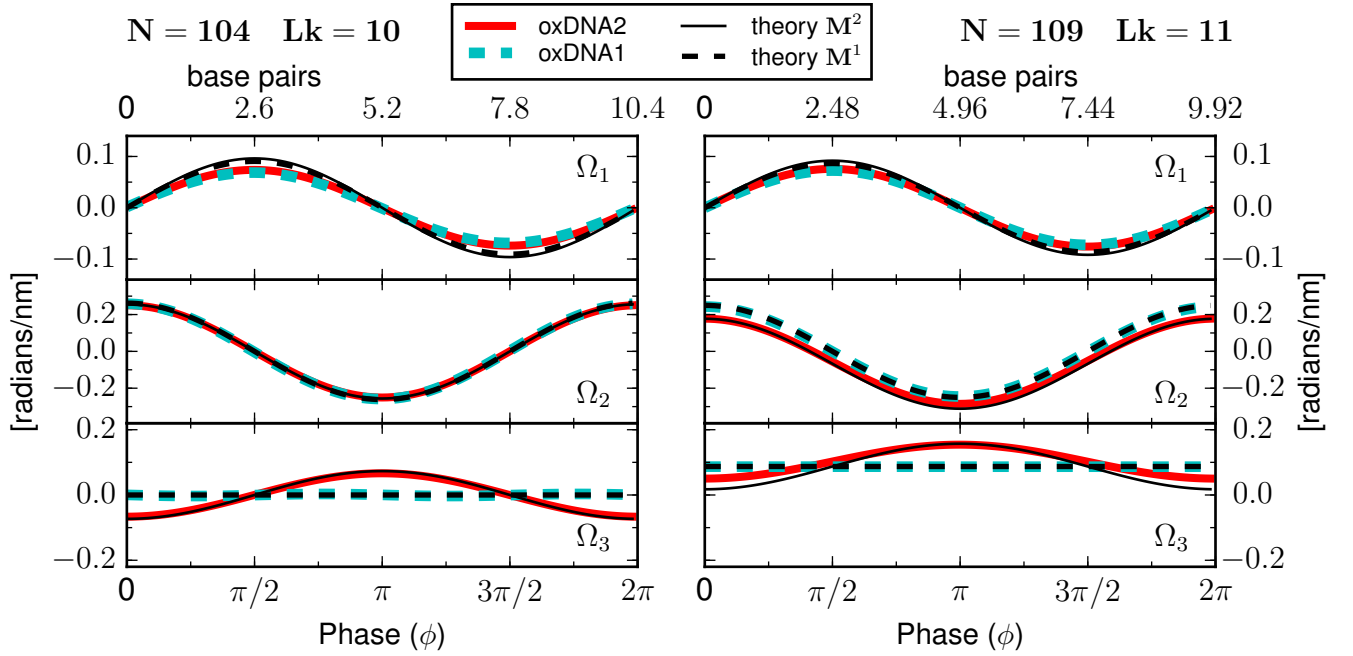 N = 104 Lk = 10
oxDNA2
oxDNA1
theory M²
theory M¹
N = 109 Lk = 11
base pairs
0 2.6 5.2 7.8 10.4
base pairs
0 2.48 4.96 7.44 9.92
[radians/nm]
0.1
0.0
−0.1
Ω₁
0.2
0.0
−0.2
Ω₂
0.2
0.0
−0.2
Ω₃
0 π/2 π 3π/2 2π
Phase (ϕ)
Ω₁
0.1
0.0
−0.1
Ω₂
0.2
0.0
−0.2
Ω₃
0.2
0.0
−0.2
[radians/nm]
0 π/2 π 3π/2 2π
Phase (ϕ)